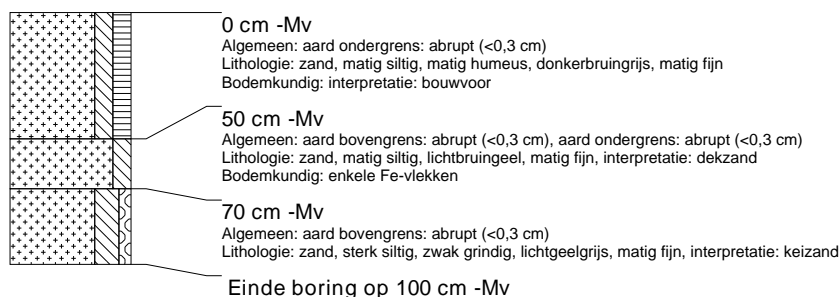 0 cm -Mv
Algemeen: aard ondergrens: abrupt (<0,3 cm)
Lithologie: zand, matig siltig, matig humeus, donkerbruingrijs, matig fijn
Bodemkundig: interpretatie: bouwvoor
50 cm -Mv
Algemeen: aard bovengrens: abrupt (<0,3 cm), aard ondergrens: abrupt (<0,3 cm)
Lithologie: zand, matig siltig, lichtbruingeel, matig fijn, interpretatie: dekzand
Bodemkundig: enkele Fe-vlekken
70 cm -Mv
Algemeen: aard bovengrens: abrupt (<0,3 cm)
Lithologie: zand, sterk siltig, zwak grindig, lichtgeelgrijs, matig fijn, interpretatie: keizand
Einde boring op 100 cm -Mv